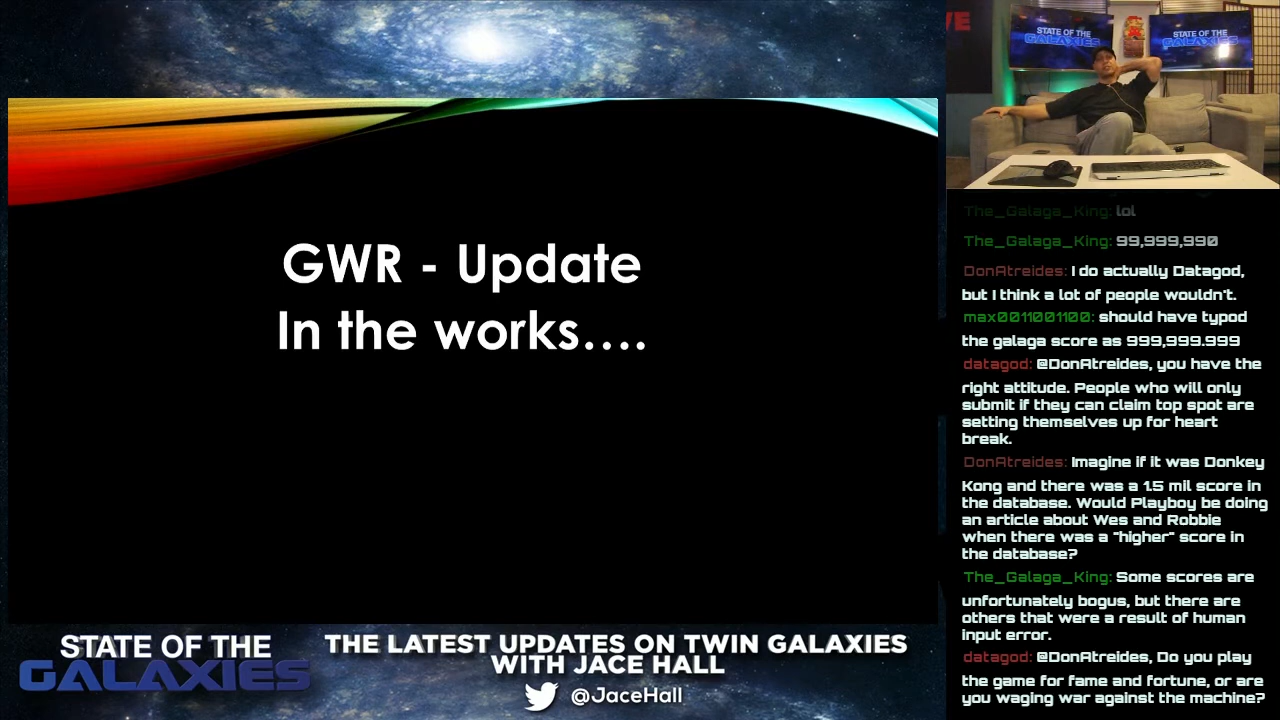 VE
STATE OF THE
GALAXIES
STATE OF THE
GALAXIES
GWR - Update
In the works....
The_Galaga_King: lol
The_Galaga_King: 99,999,990
DonAtreides: I do actually Datagod,
but I think a lot of people wouldn't.
max0011001100: should have typod
the galaga score as 999,999.999
datagod: @DonAtreides, you have the
right attitude. People who will only
submit if they can claim top spot are
setting themselves up for heart
break.
DonAtreides: Imagine if it was Donkey
Kong and there was a 1.5 mil score in
the database. Would Playboy be doing
an article about Wes and Robbie
when there was a "higher" score in
the database?
The_Galaga_King: Some scores are
unfortunately bogus, but there are
others that were a result of human
input error.
datagod: @DonAtreides, Do you play
the game for fame and fortune, or are
you waging war against the machine?
STATE OF THE
GALAXIES
THE LATEST UPDATES ON TWIN GALAXIES
WITH JACE HALL
@JaceHall